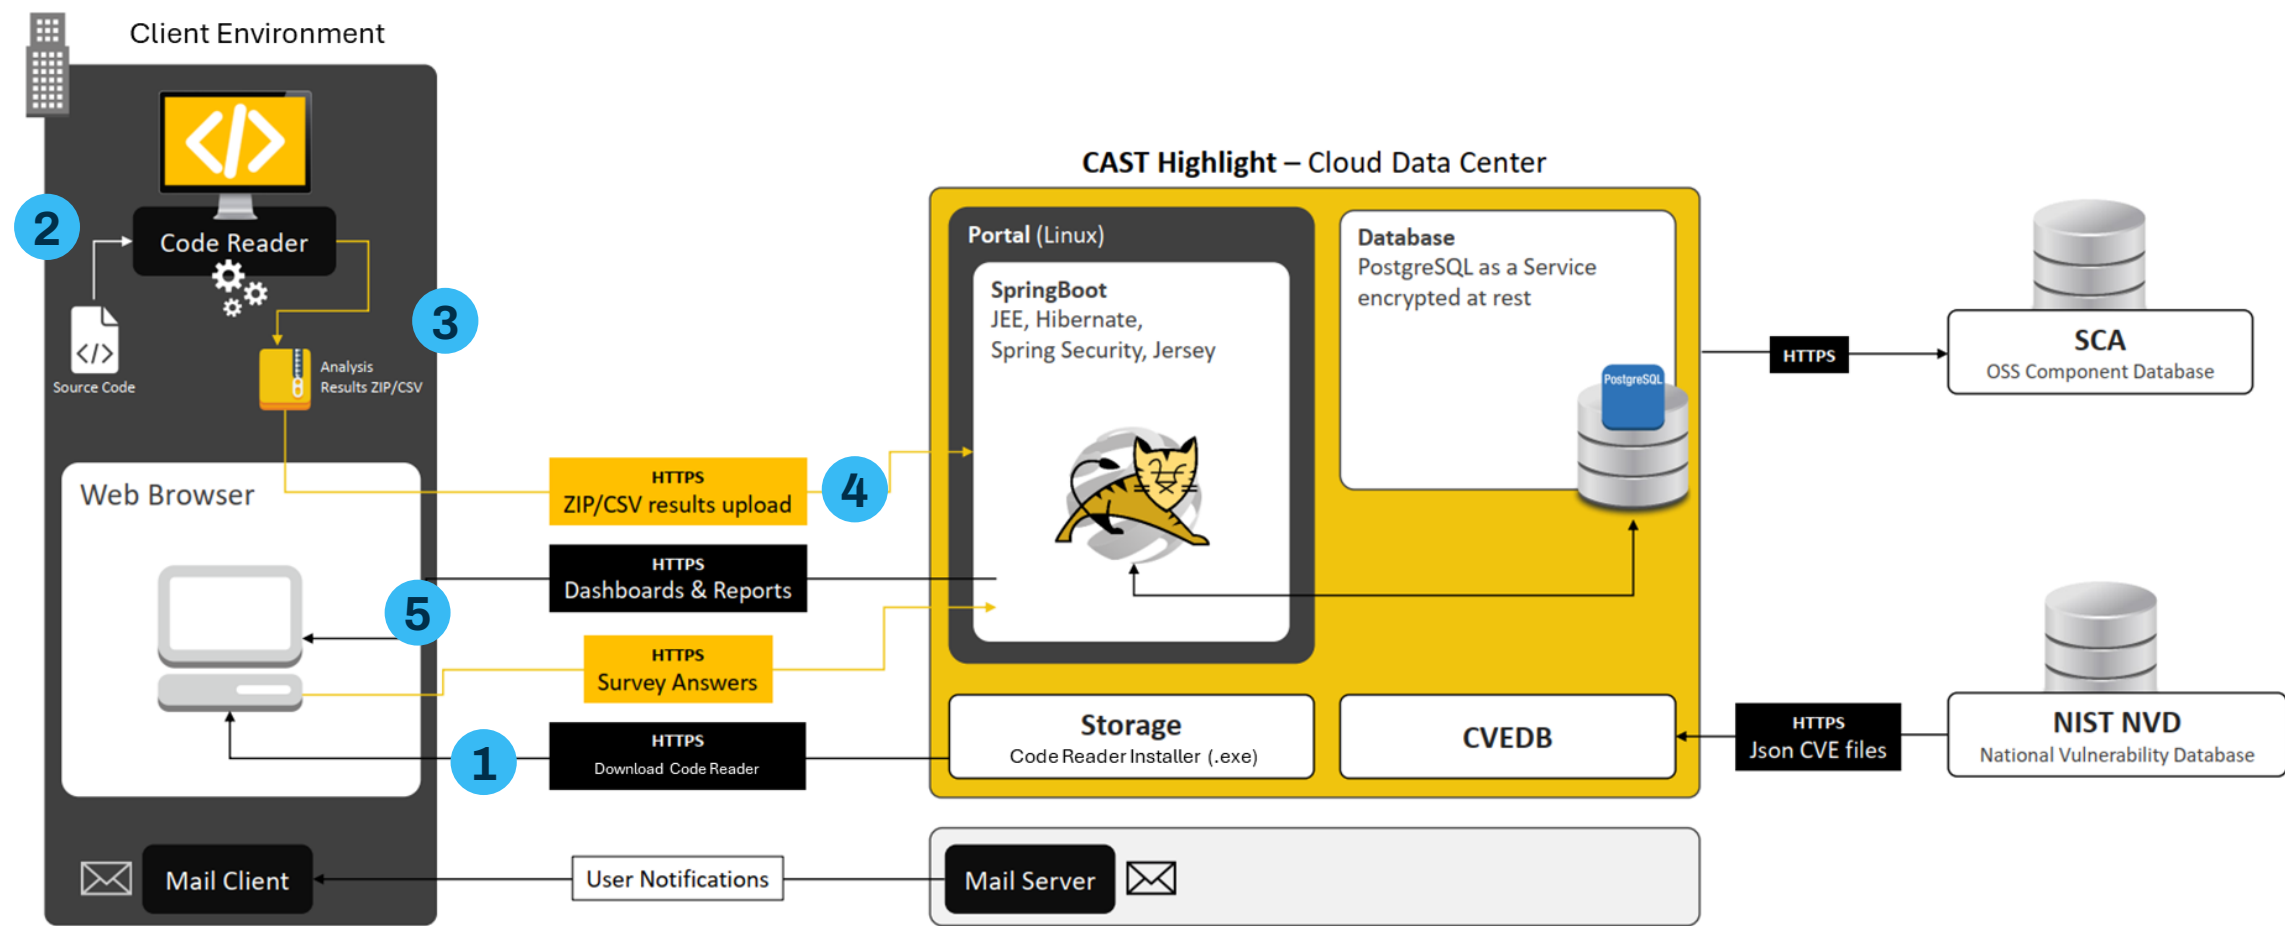 Client Environment
</>
2
Code Reader
3
</>
Source Code
Analysis
Results ZIP/CSV
Web Browser
HTTPS
ZIP/CSV results upload
4
HTTPS
Dashboards & Reports
5
HTTPS
Survey Answers
1
HTTPS
Download Code Reader
Mail Client
User Notifications
Mail Server
CAST Highlight – Cloud Data Center
Portal (Linux)
SpringBoot
JEE, Hibernate,
Spring Security, Jersey
Database
PostgreSQL as a Service
encrypted at rest
PostgreSQL
Storage
Code Reader Installer (.exe)
CVEDB
HTTPS
SCA
OSS Component Database
HTTPS
Json CVE files
NIST NVD
National Vulnerability Database